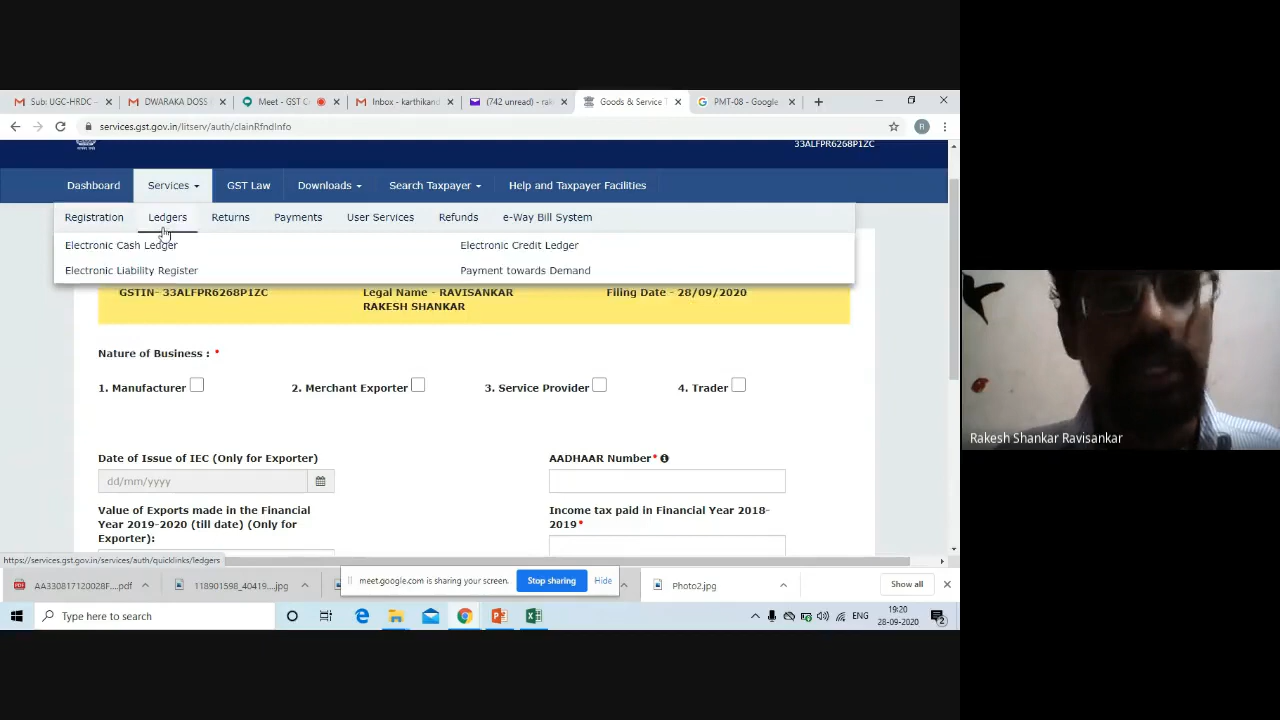 Sub: UGC-HRDC
DWARAKA DOSS
Meet - GST C
Inbox - karthikand
(742 unread) - rak
Goods & Service T
PMT-08 - Google
services.gst.gov.in/litserv/auth/clainRfndInfo
B
33ALFPR6268P1ZC
Dashboard Services GST Law Downloads Search Taxpayer Help and Taxpayer Facilities
Registration Ledgers Returns Payments User Services Refunds e-Way Bill System
Electronic Cash Ledger Electronic Credit Ledger
Electronic Liability Register Payment towards Demand
GSTIN- 33ALFPR6268P1ZC Legal Name - RAVISANKAR Filing Date - 28/09/2020
RAKESH SHANKAR
Nature of Business : *
1. Manufacturer 2. Merchant Exporter 3. Service Provider 4. Trader
Date of Issue of IEC (Only for Exporter) AADHAAR Number*
dd/mm/yyyy
Value of Exports made in the Financial Income tax paid in Financial Year 2018-
Year 2019-2020 (till date) (Only for 2019*
Exporter):
https://services.gst.gov.in/services/auth/quicklinks/ledgers
AA330817120028F....pdf 118901598_40419...jpg meet.google.com is sharing your screen. Stop sharing Hide Photo2.jpg Show all
Type here to search ENG 19:20
28-09-2020
2
Rakesh Shankar Ravisankar